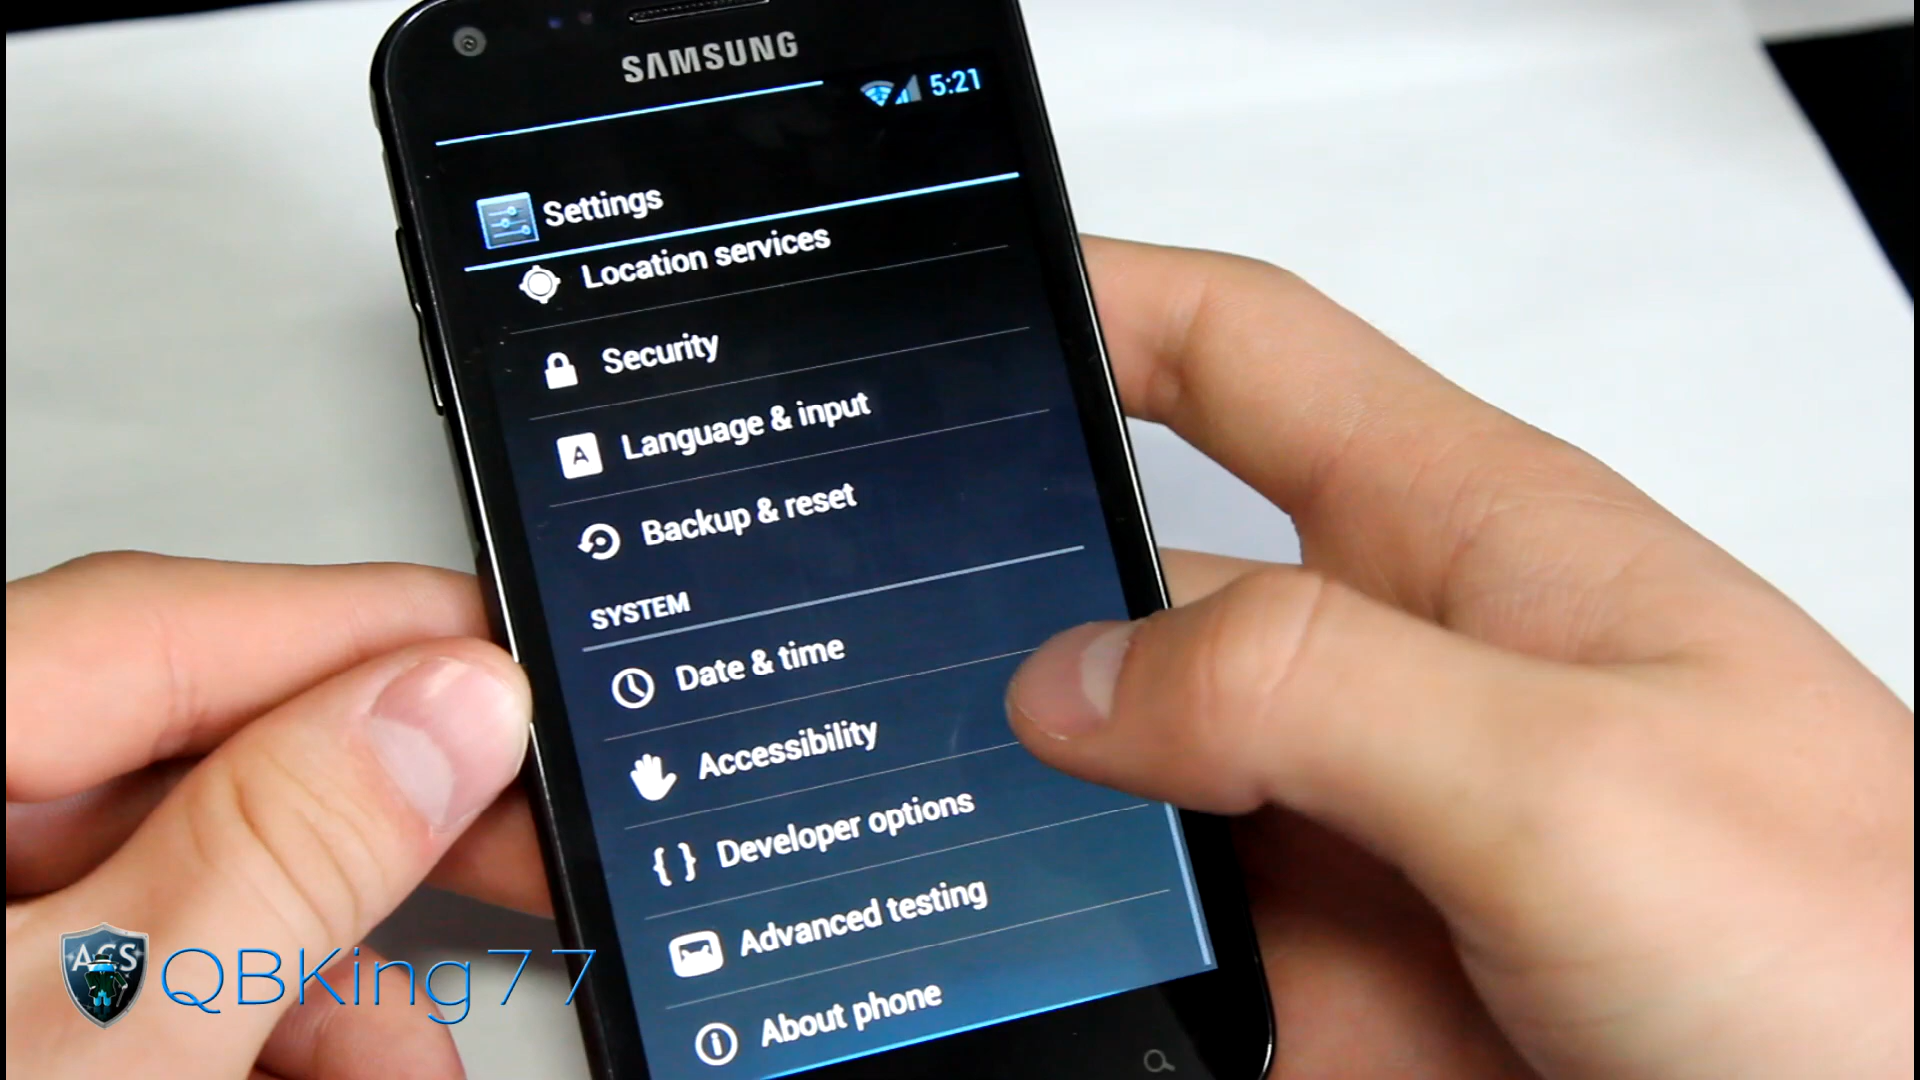 SAMSUNG
5:21
Settings
Location services
Security
A
Language & input
Backup & reset
SYSTEM
Date & time
Accessibility
{ } Developer options
Advanced testing
About phone
ACS
QBKing77